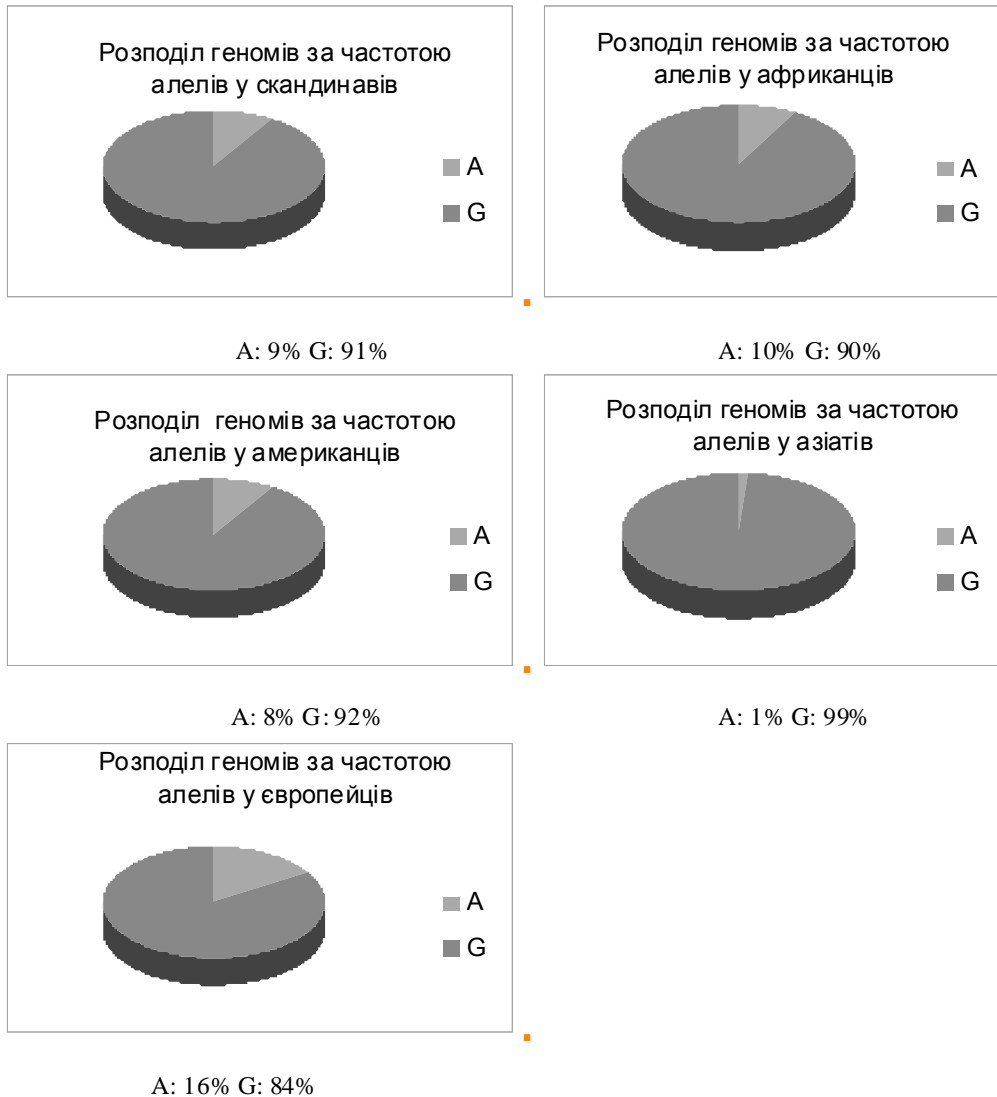 Розподіл геномів за частотою
алелів у скандинавів
A
G
A: 9% G: 91%
Розподіл геномів за частотою
алелів у африканців
A
G
A: 10% G: 90%
Розподіл геномів за частотою
алелів у американців
A
G
A: 8% G: 92%
Розподіл геномів за частотою
алелів у азіатів
A
G
A: 1% G: 99%
Розподіл геномів за частотою
алелів у європейців
A
G
A: 16% G: 84%